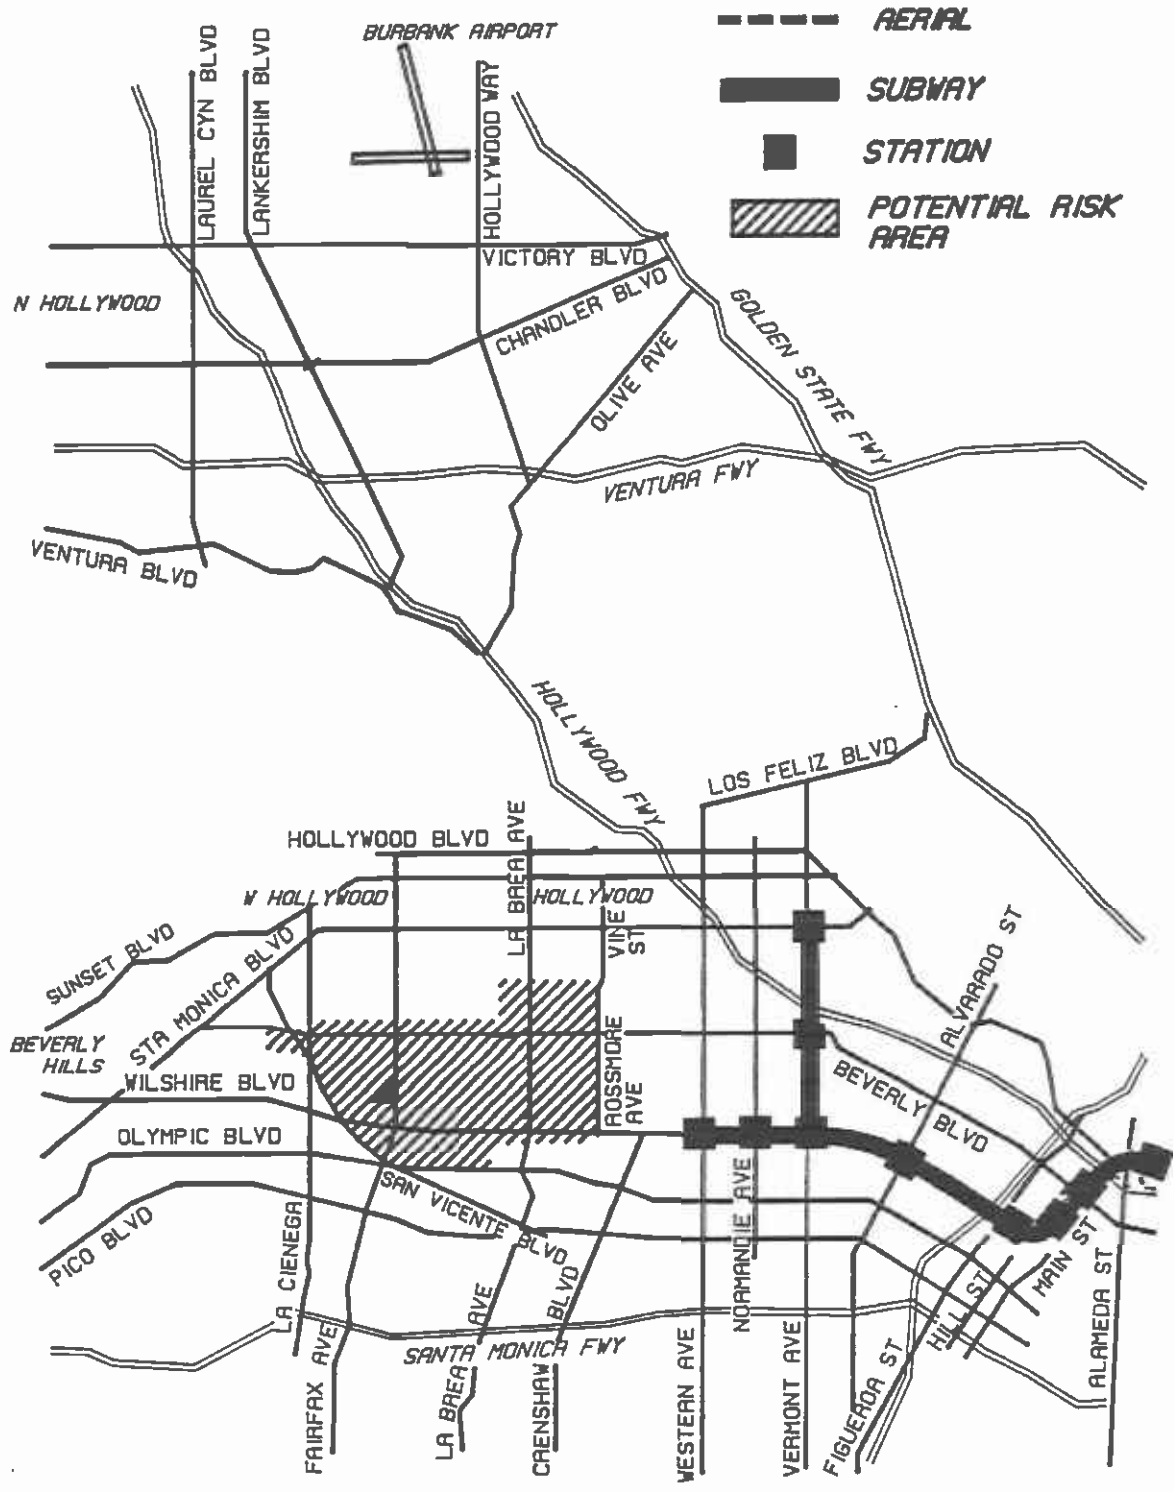 AERIAL
SUBWAY
STATION
POTENTIAL RISK
AREA
BURBANK AIRPORT
LAUREL CYN BLVD
LANKERSHIM BLVD
HOLLYWOOD WAY
VICTORY BLVD
N HOLLYWOOD
CHANDLER BLVD
OLIVE AVE
GOLDEN STATE FWY
VENTURA FWY
VENTURA BLVD
HOLLYWOOD FWY
LOS FELIZ BLVD
HOLLYWOOD BLVD
LA BREA AVE
W HOLLYWOOD
HOLLYWOOD
VINE
ST
SUNSET BLVD
STA MONICA BLVD
ALVARADO ST
BEVERLY
HILLS
WILSHIRE BLVD
ROSSMORE
AVE
BEVERLY BLVD
OLYMPIC BLVD
SAN VICENTE BLVD
PICO BLVD
LA CIENEGA
NORMANDIE AVE
MAIN ST
HILL ST
ALAMEDA ST
SANTA MONICA FWY
FAIRFAX AVE
LA BREA AVE
CRENSHAW BLVD
WESTERN AVE
VERMONT AVE
FIGUEROA ST